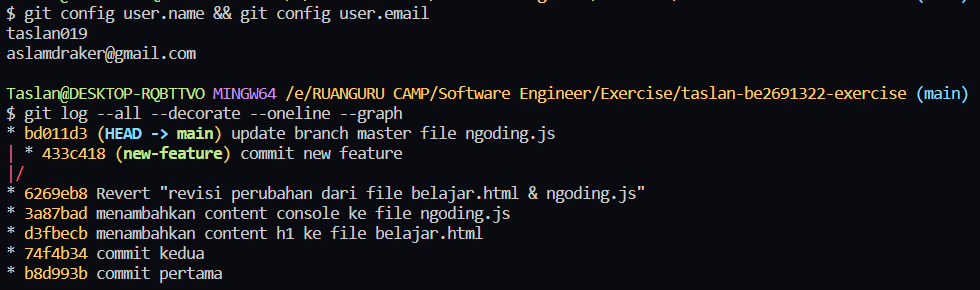 $ git config user.name && git config user.email
taslan019
aslamdraker@gmail.com
Taslan@DESKTOP-RQBTTVO MINGW64 /e/RUANGURU CAMP/Software Engineer/Exercise/taslan-be2691322-exercise (main)
$ git log --all --decorate --oneline --graph
* bd011d3 (HEAD -> main) update branch master file ngoding.js
| * 433c418 (new-feature) commit new feature
|/
* 6269eb8 Revert "revisi perubahan dari file belajar.html & ngoding.js"
* 3a87bad menambahkan content console ke file ngoding.js
* d3fbecb menambahkan content h1 ke file belajar.html
* 74f4b34 commit kedua
* b8d993b commit pertama